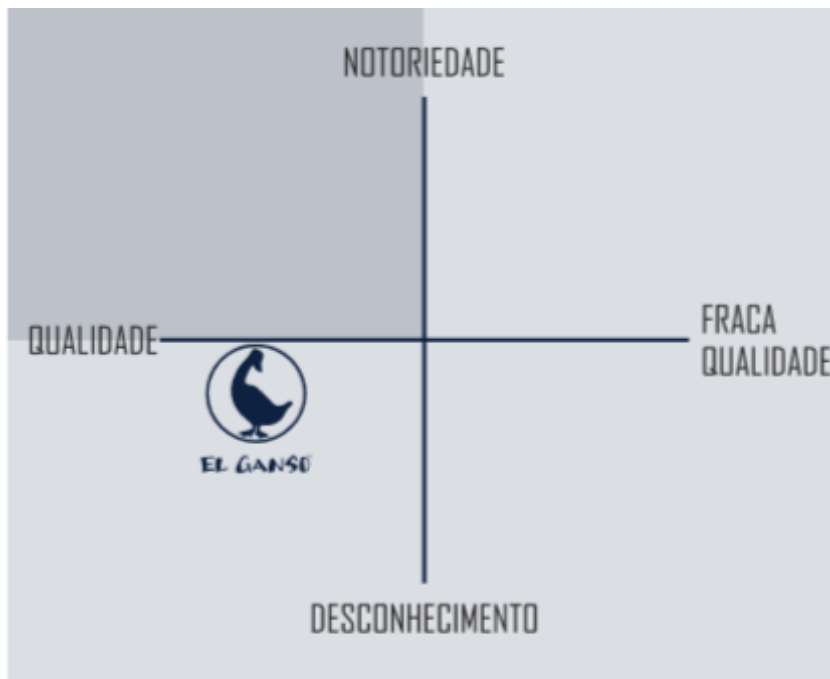 NOTORIEDADE
QUALIDADE
FRACA
QUALIDADE
EL GANSO
DESCONHECIMENTO